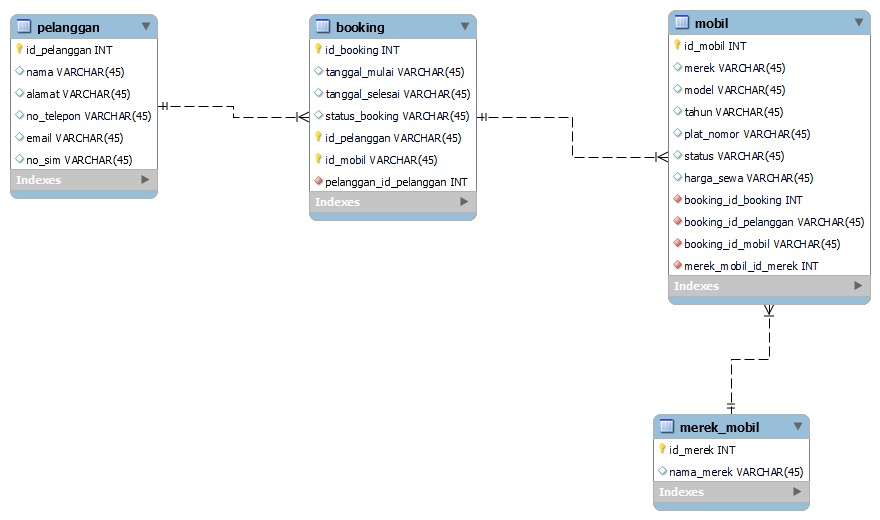 pelanggan
id_pelanggan INT
nama VARCHAR(45)
alamat VARCHAR(45)
no_telepon VARCHAR(45)
email VARCHAR(45)
no_sim VARCHAR(45)
Indexes
booking
id_booking INT
tanggal_mulai VARCHAR(45)
tanggal_selesai VARCHAR(45)
status_booking VARCHAR(45)
id_pelanggan VARCHAR(45)
id_mobil VARCHAR(45)
pelanggan_id_pelanggan INT
Indexes
mobil
id_mobil INT
merek VARCHAR(45)
model VARCHAR(45)
tahun VARCHAR(45)
plat_nomor VARCHAR(45)
status VARCHAR(45)
harga_sewa VARCHAR(45)
booking_id_booking INT
booking_id_pelanggan VARCHAR(45)
booking_id_mobil VARCHAR(45)
merek_mobil_id_merek INT
Indexes
merek_mobil
id_merek INT
nama_merek VARCHAR(45)
Indexes